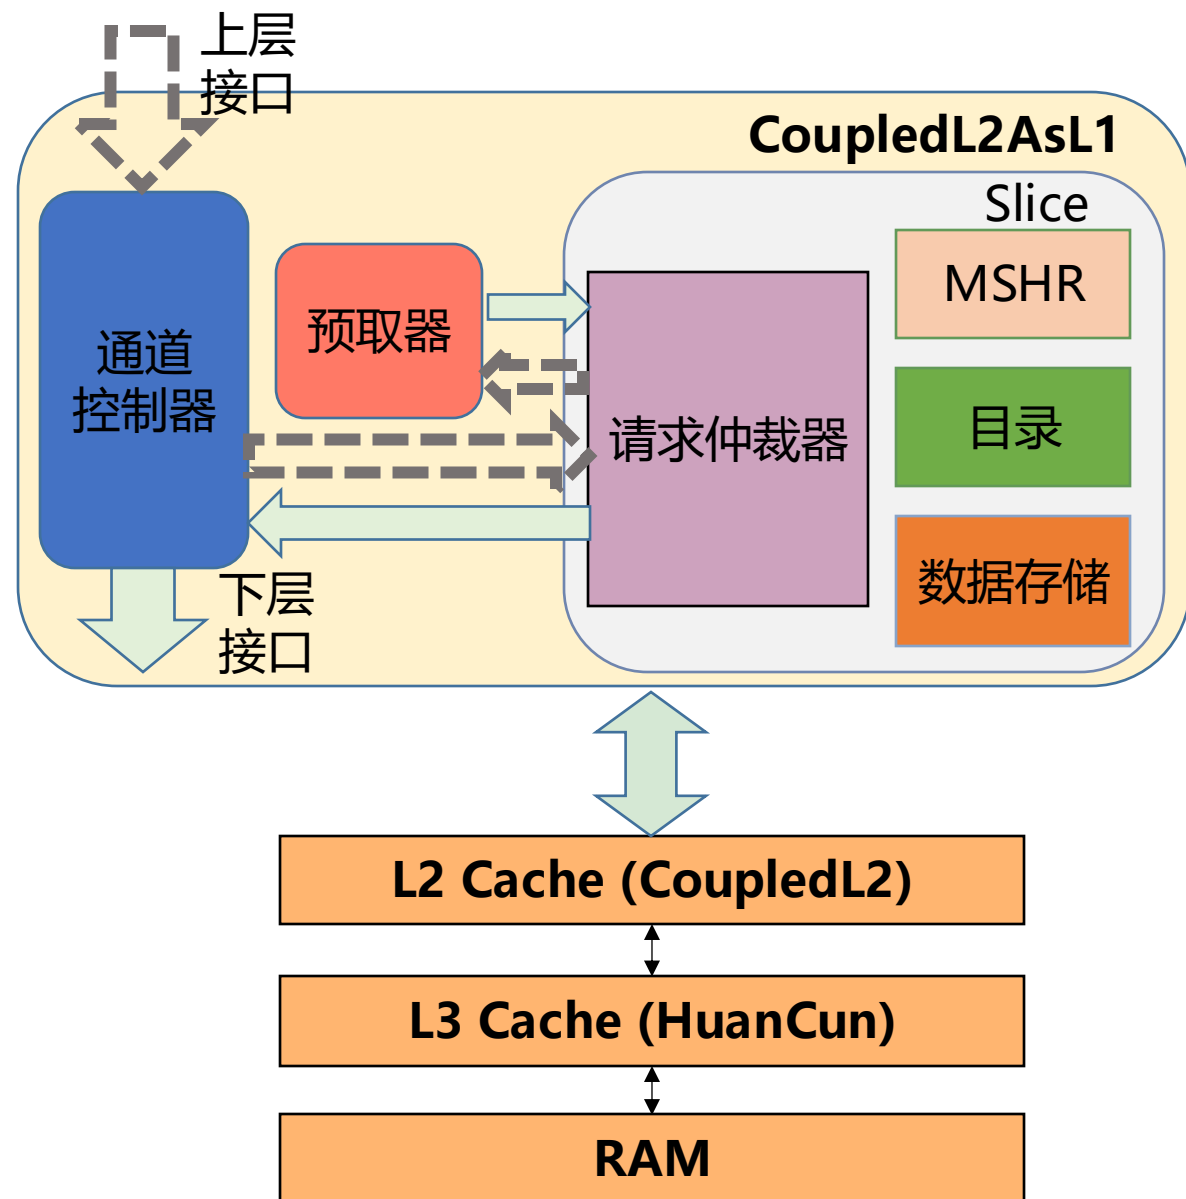 上层
接口
CoupledL2AsL1
Slice
MSHR
预取器
通道
控制器
目录
请求仲裁器
数据存储
下层
接口
L2 Cache (CoupledL2)
L3 Cache (HuanCun)
RAM